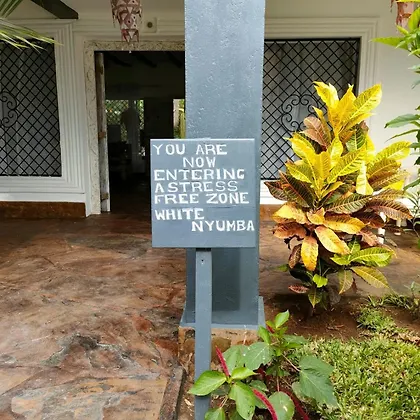 YOU ARE
NOW
ENTERING
A STRESS
FREE ZONE
WHITE
NYUMBA